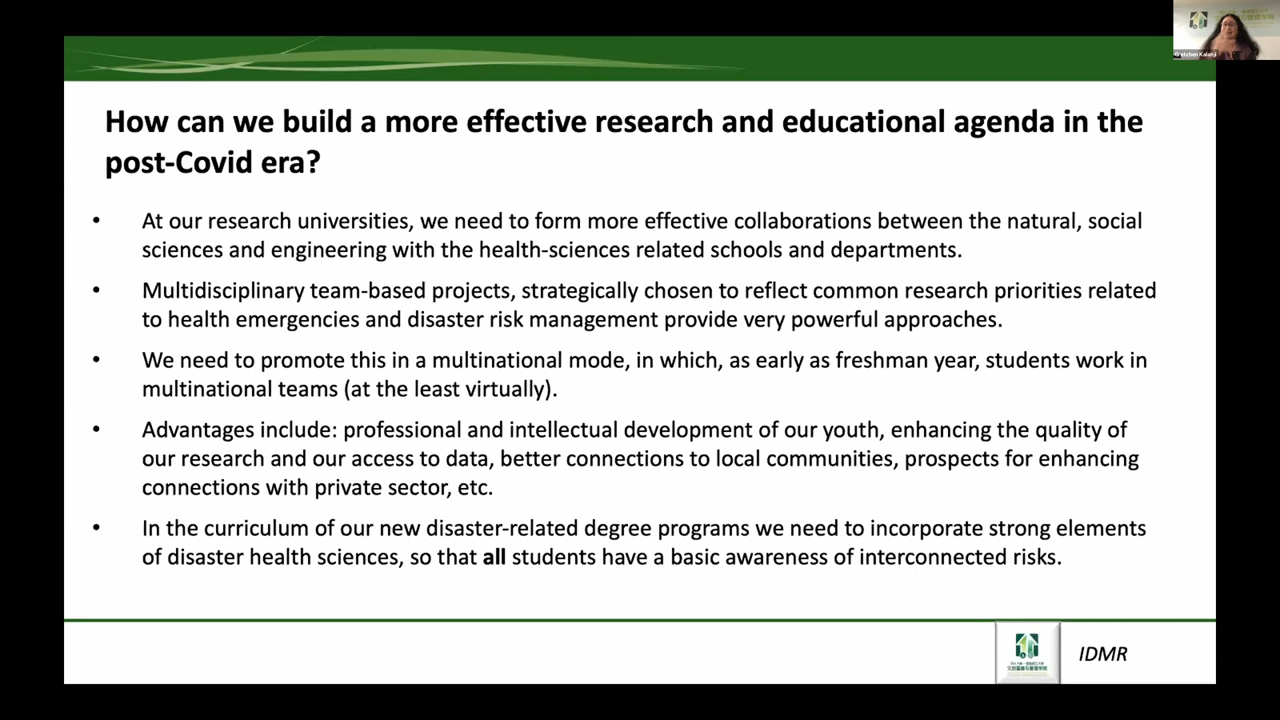 How can we build a more effective research and educational agenda in the
post-Covid era?
• At our research universities, we need to form more effective collaborations between the natural, social
sciences and engineering with the health-sciences related schools and departments.
• Multidisciplinary team-based projects, strategically chosen to reflect common research priorities related
to health emergencies and disaster risk management provide very powerful approaches.
• We need to promote this in a multinational mode, in which, as early as freshman year, students work in
multinational teams (at the least virtually).
• Advantages include: professional and intellectual development of our youth, enhancing the quality of
our research and our access to data, better connections to local communities, prospects for enhancing
connections with private sector, etc.
• In the curriculum of our new disaster-related degree programs we need to incorporate strong elements
of disaster health sciences, so that all students have a basic awareness of interconnected risks.
IDMR
Gretchen Kalonji